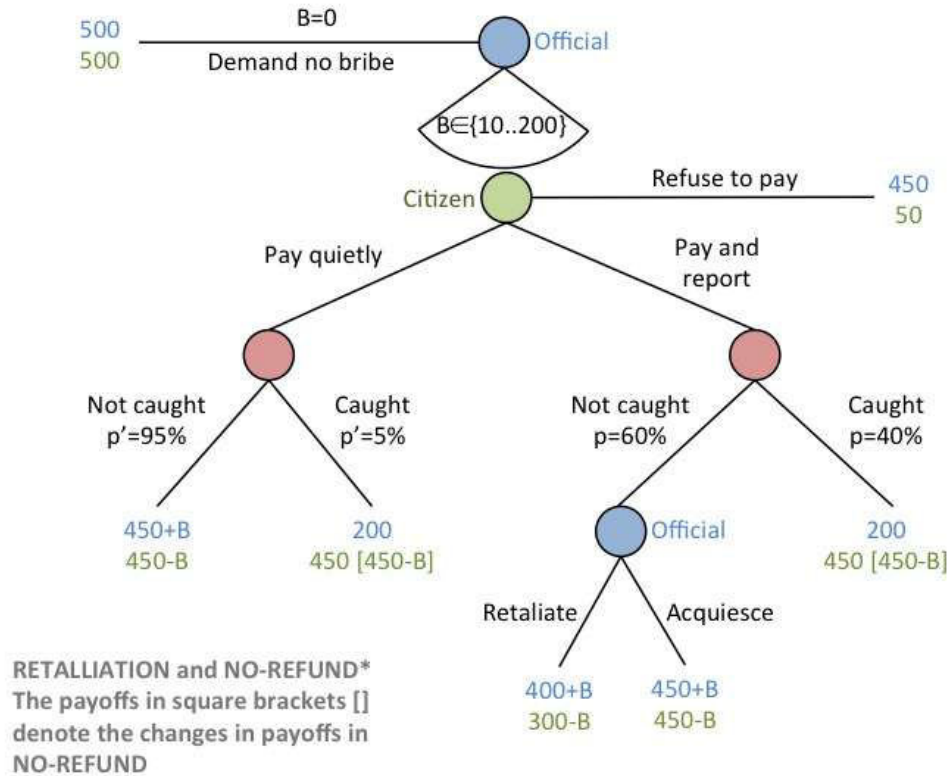 B=0
500
500
Demand no bribe
Official
B∈{10..200}
Refuse to pay
450
50
Citizen
Pay quietly
Pay and
report
Not caught
p'=95%
Caught
p'=5%
Not caught
p=60%
Caught
p=40%
450+B
450-B
200
450 [450-B]
Official
200
450 [450-B]
Retaliate
Acquiesce
400+B
300-B
450+B
450-B
RETALLIATION and NO-REFUND*
The payoffs in square brackets []
denote the changes in payoffs in
NO-REFUND